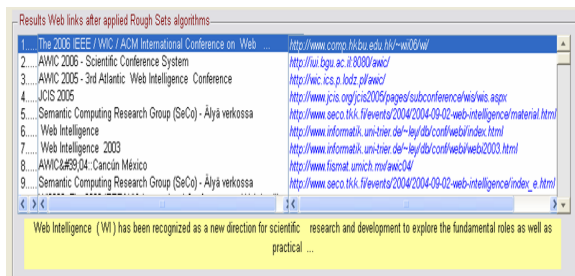 Results Web links after applied Rough Sets algorithms
1..... The 2006 IEEE / WIC / ACM International Conference on Web ... http://www.comp.hkbu.edu.hk/~wi06/wi/
2..... AWIC 2006 - Scientific Conference System http://iui.bgu.ac.il:8080/awic/
3..... AWIC 2005 - 3rd Atlantic Web Intelligence Conference http://wic.ics.p.lodz.pl/awic/
4..... JCIS 2005 http://www.jcis.org/jcis2005/pages/subconference/wis/wis.aspx
5..... Semantic Computing Research Group (SeCo) - Älyä verkossa http://www.seco.tkk.fi/events/2004/2004-09-02-web-intelligence/material.html
6..... Web Intelligence http://www.informatik.uni-trier.de/~ley/db/conf/webi/index.html
7..... Web Intelligence 2003 http://www.informatik.uni-trier.de/~ley/db/conf/webi/webi2003.html
8..... AWIC&#39;04::Cancún México http://www.fismat.umich.mx/awic04/
9..... Semantic Computing Research Group (SeCo) - Älyä verkossa http://www.seco.tkk.fi/events/2004/2004-09-02-web-intelligence/index_e.html
Web Intelligence (WI) has been recognized as a new direction for scientific research and development to explore the fundamental roles as well as
practical ...